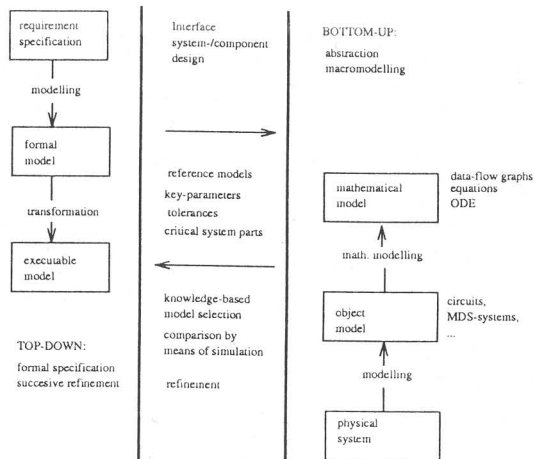 requirement
specification
modelling
formal
model
transformation
executable
model
TOP-DOWN:
formal specification
succesive refinement
Interface
system-/component
design
reference models
key-parameters
tolerances
critical system parts
knowledge-based
model selection
comparison by
means of simulation
refinement
BOTTOM-UP:
abstraction
macromodelling
mathematical
model
data-flow graphs
equations
ODE
math. modelling
object
model
circuits,
MDS-systems,
...
modelling
physical
system